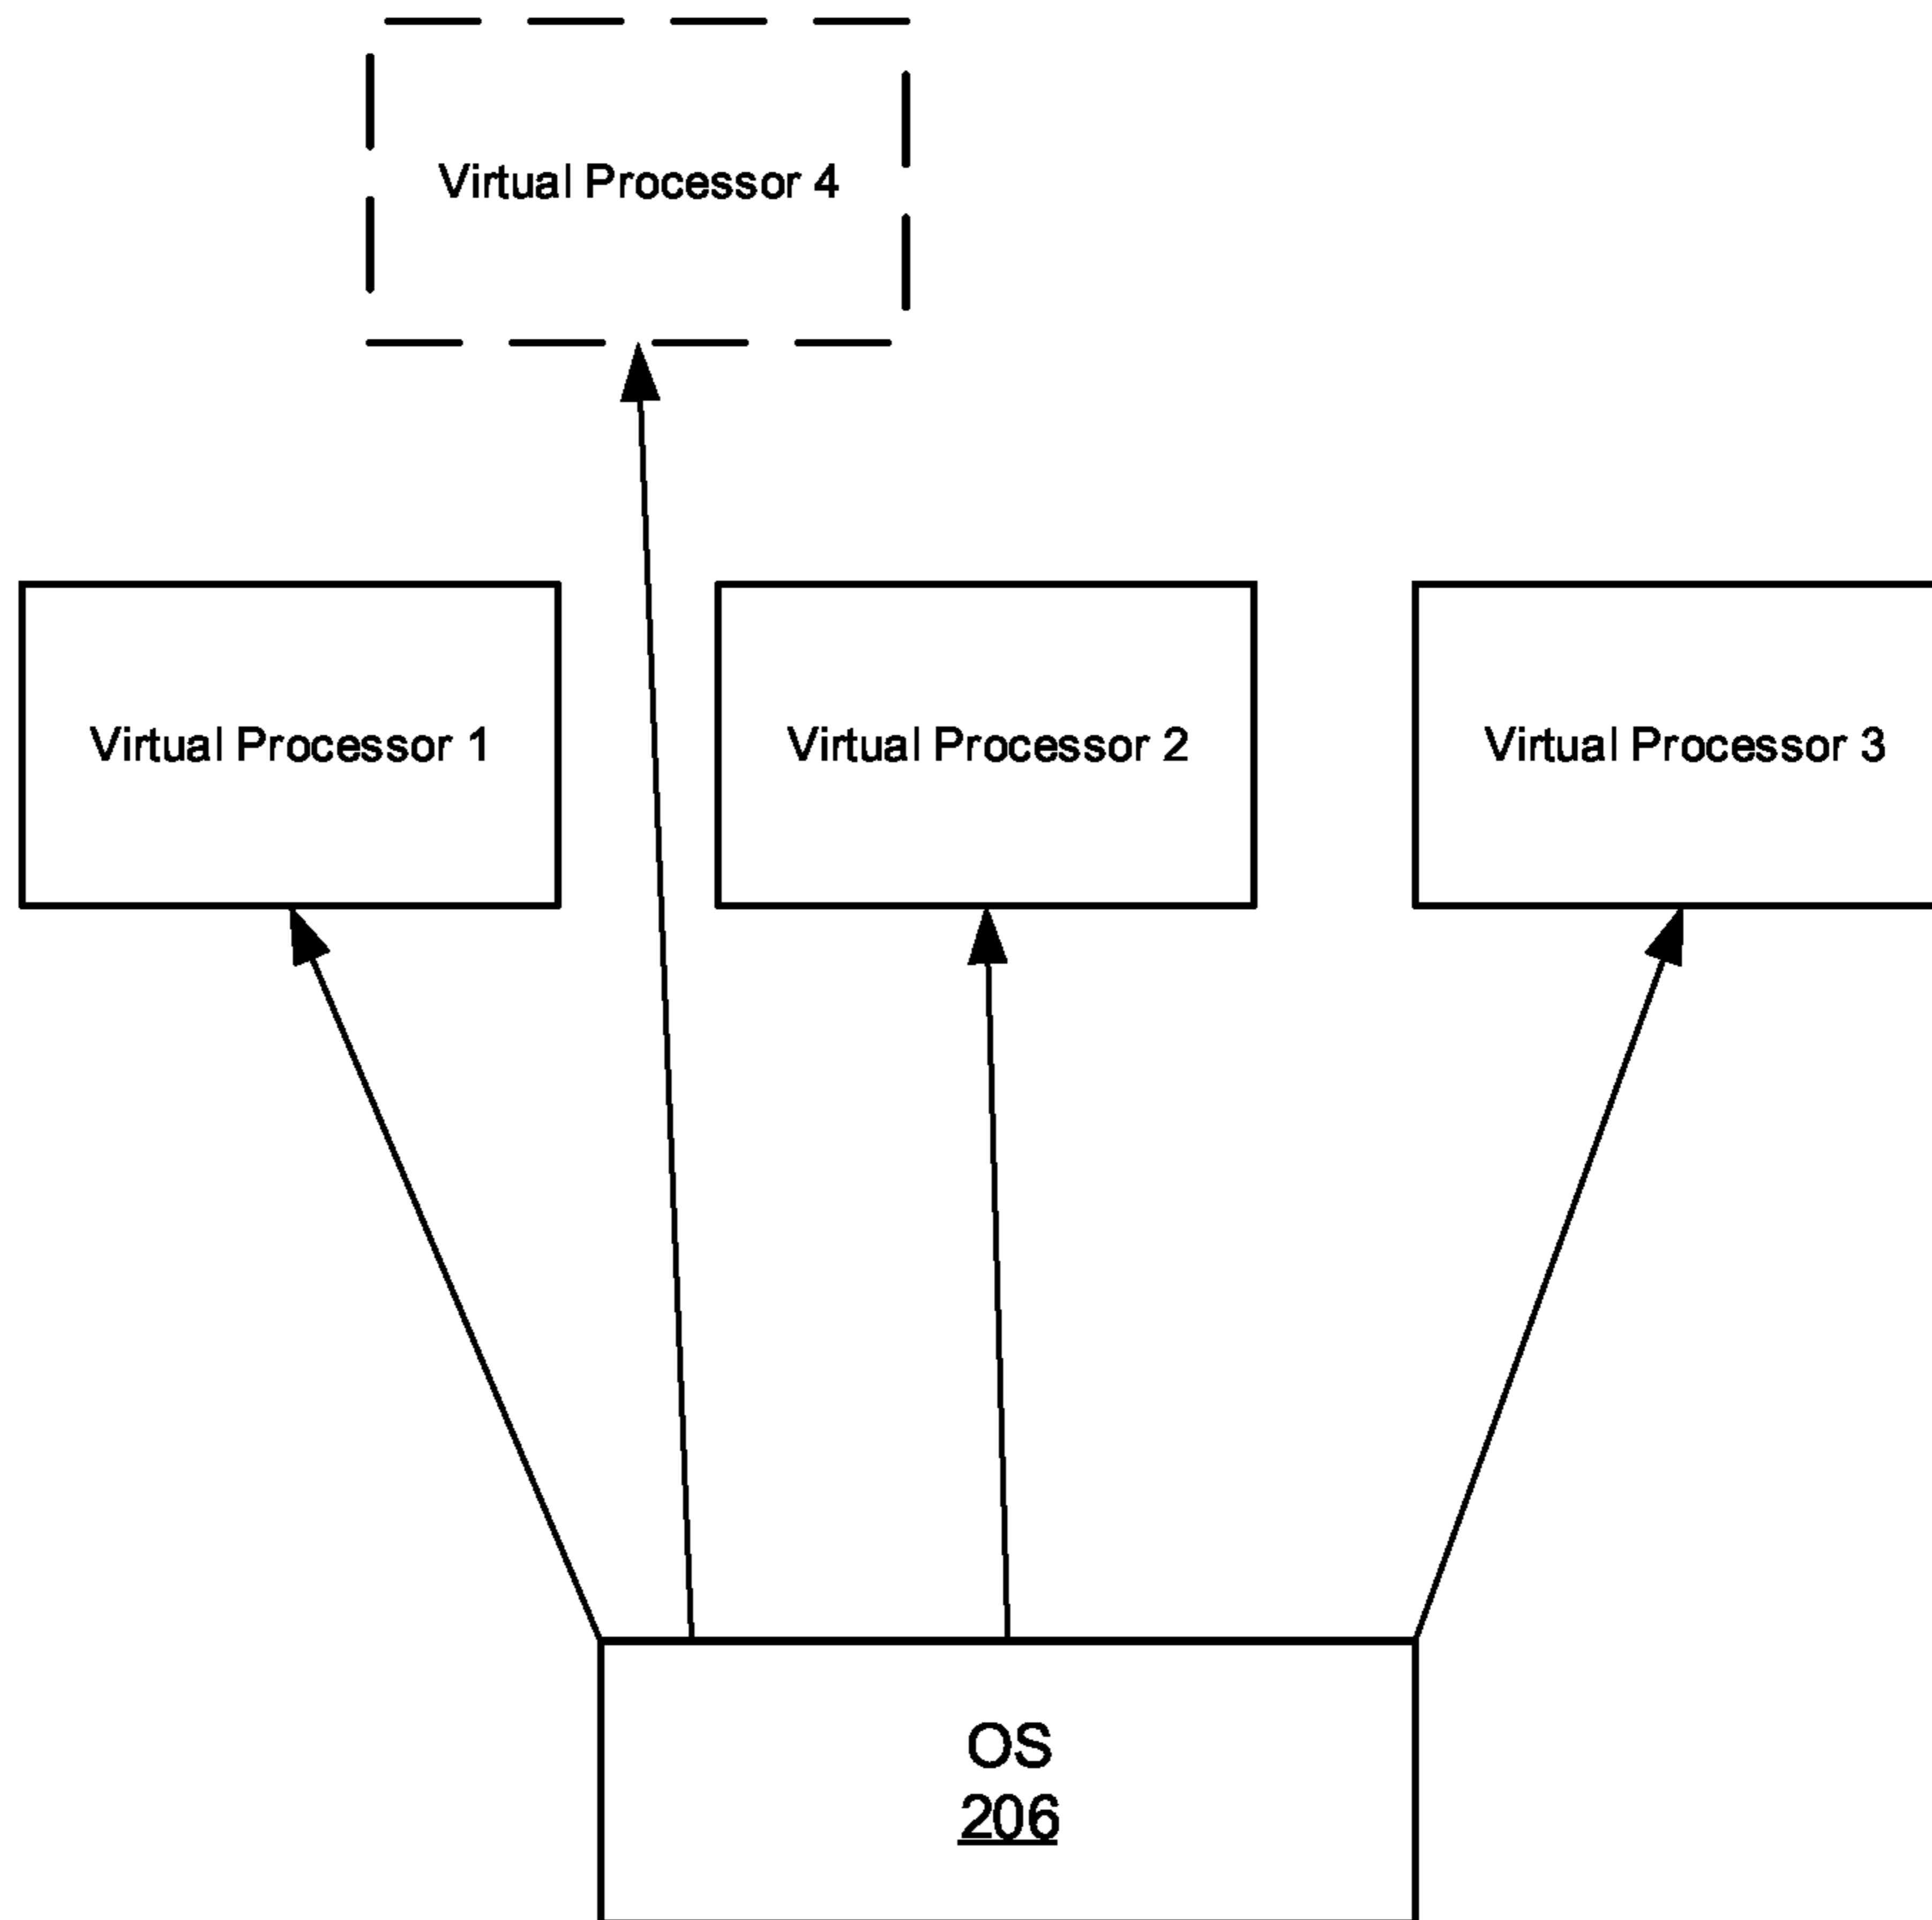 Virtual Processor 4
Virtual Processor 1
Virtual Processor 2
Virtual Processor 3
OS
206